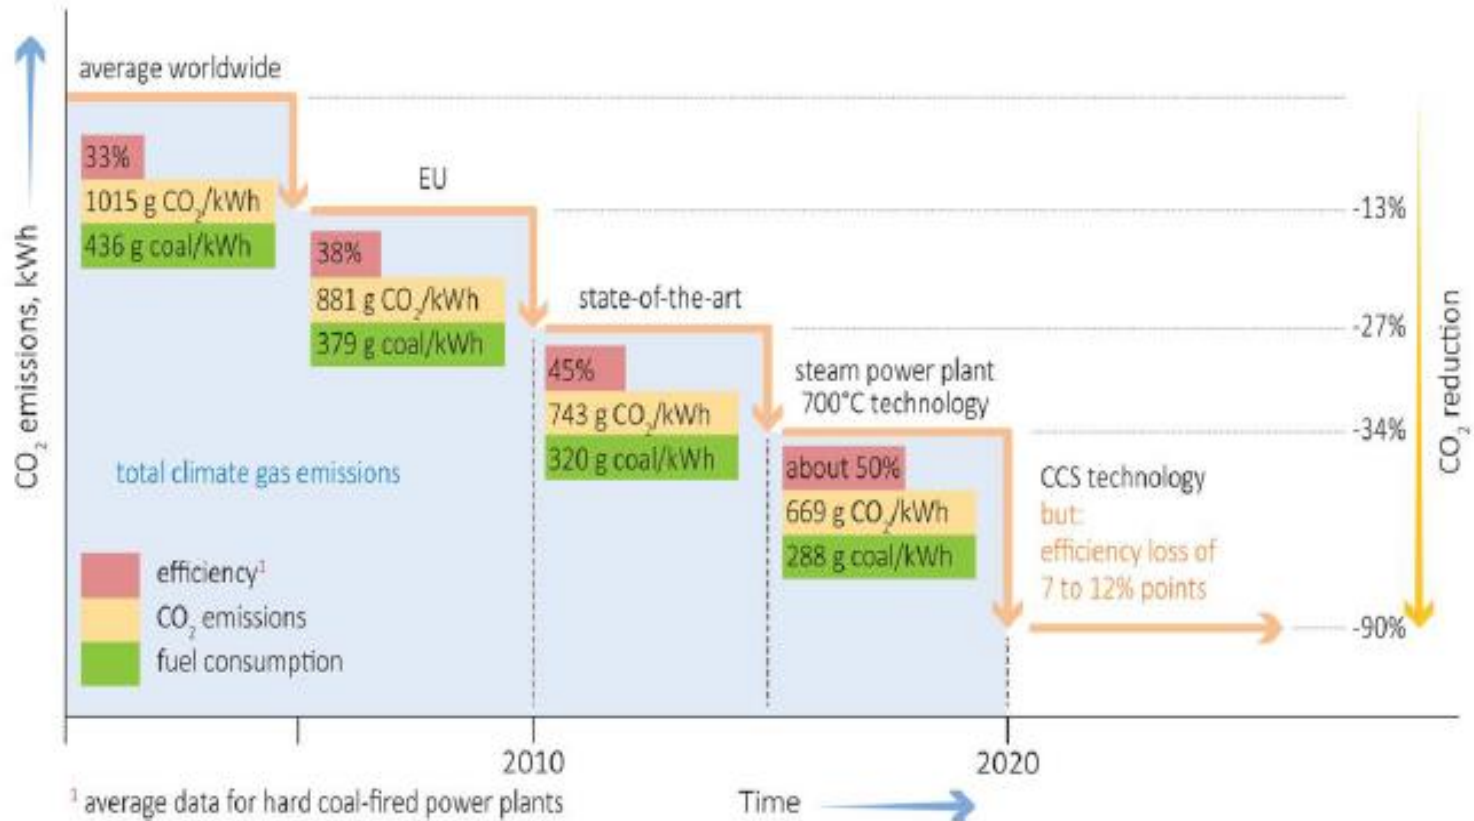 average worldwide
33%
1015 g CO₂/kWh
436 g coal/kWh
EU
-13%
38%
881 g CO₂/kWh
379 g coal/kWh
state-of-the-art
-27%
45%
743 g CO₂/kWh
320 g coal/kWh
steam power plant
700°C technology
-34%
about 50%
669 g CO₂/kWh
288 g coal/kWh
CCS technology
but:
efficiency loss of
7 to 12% points
-90%
total climate gas emissions
efficiency¹
CO₂ emissions
fuel consumption
CO₂ emissions, kWh
CO₂ reduction
2010
2020
¹ average data for hard coal-fired power plants
Time